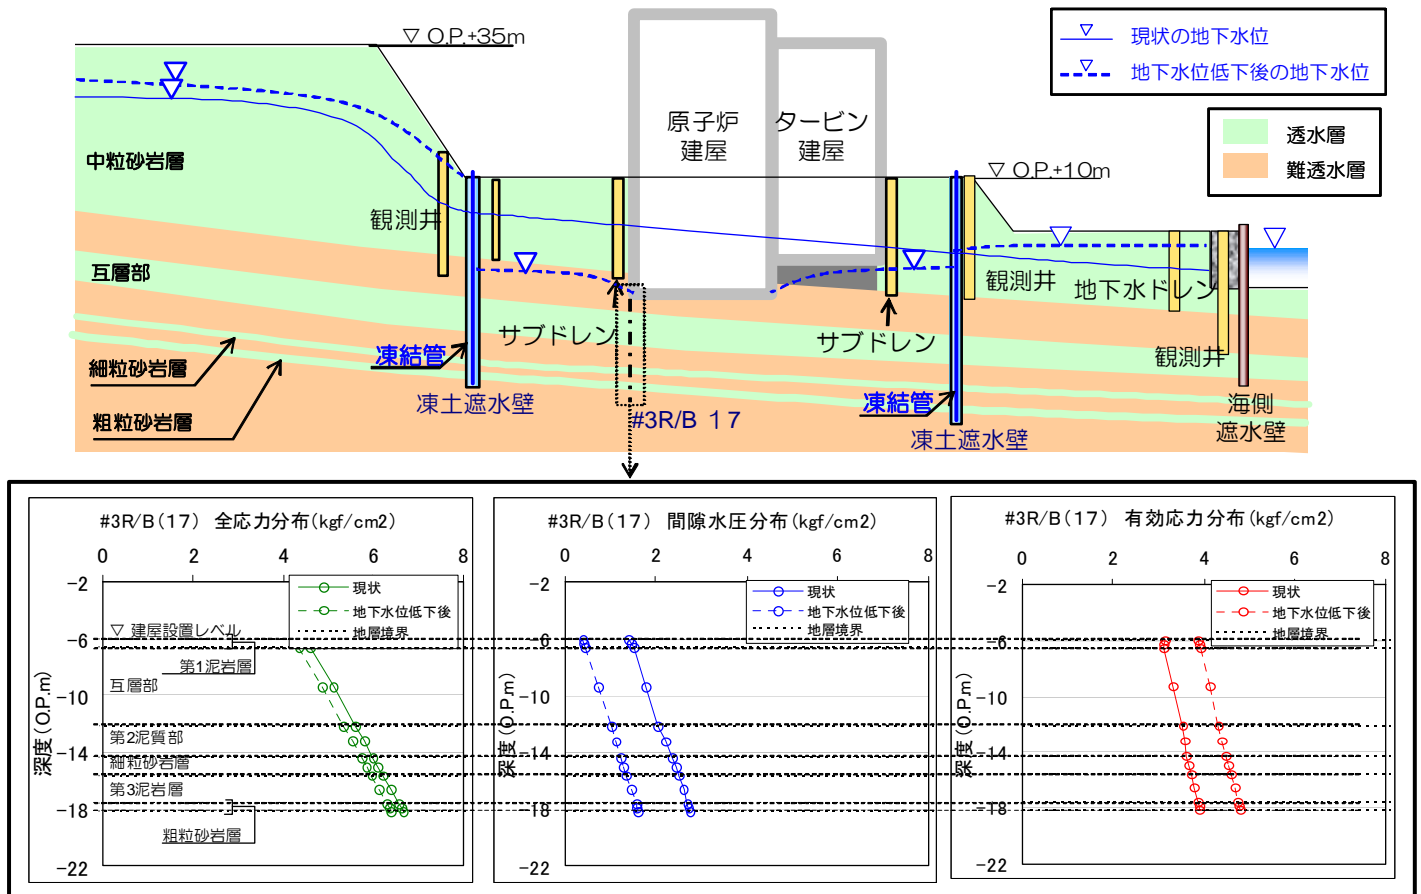 ▽ O.P.+35m
現状の地下水位
地下水位低下後の地下水位
原子炉
建屋
タービン
建屋
透水層
難透水層
中粒砂岩層
▽ O.P.+10m
観測井
互層部
観測井
地下水ドレン
サブドレン
サブドレン
観測井
細粒砂岩層
凍結管
凍結管
粗粒砂岩層
凍土遮水壁
#3R/B 17
凍土遮水壁
海側
遮水壁
#3R/B(17) 全応力分布(kgf/cm2)
0 2 4 6 8
-2
-6
-10
-14
-18
-22
深度(O.P.m)
現状
地下水位低下後
地層境界
▽ 建屋設置レベル
第1泥岩層
互層部
第2泥質部
細粒砂岩層
第3泥岩層
粗粒砂岩層
#3R/B(17) 間隙水圧分布(kgf/cm2)
0 2 4 6 8
-2
-6
-10
-14
-18
-22
深度(O.P.m)
現状
地下水位低下後
地層境界
#3R/B(17) 有効応力分布(kgf/cm2)
0 2 4 6 8
-2
-6
-10
-14
-18
-22
深度(O.P.m)
現状
地下水位低下後
地層境界